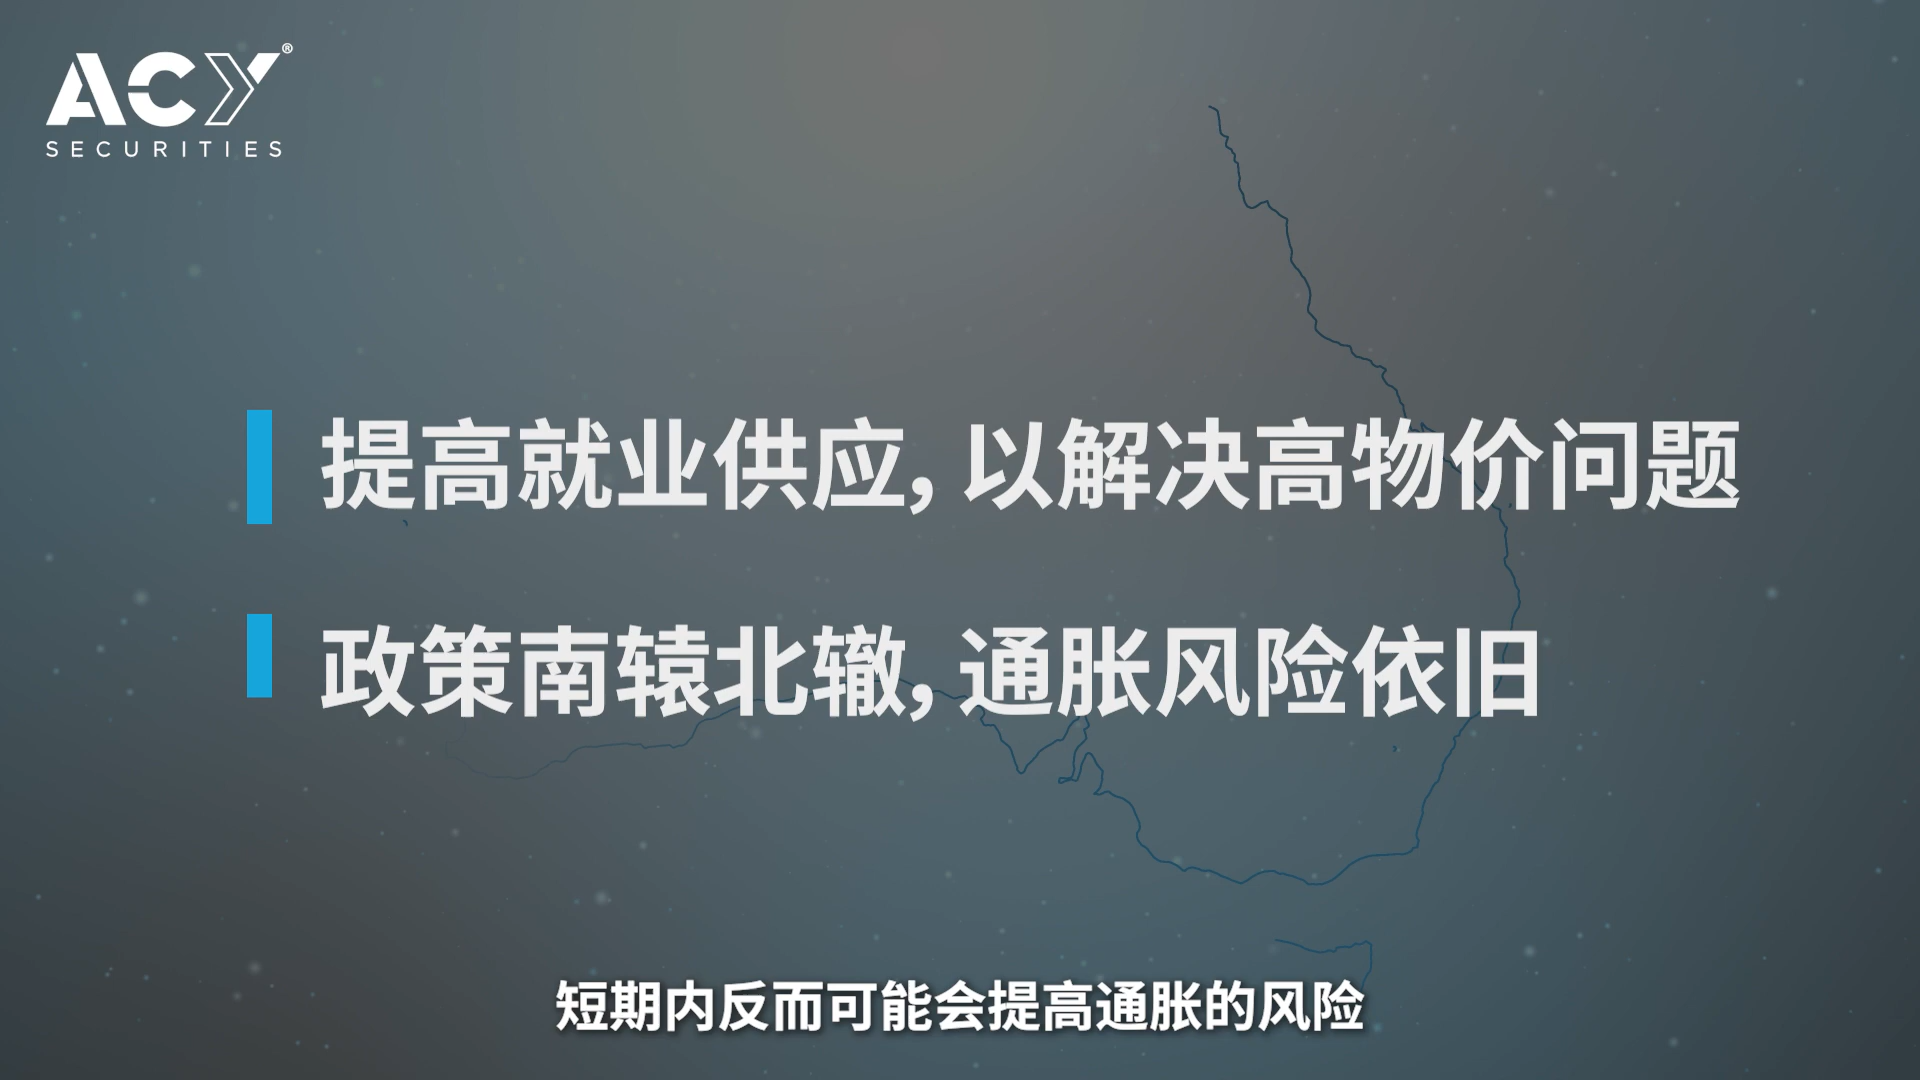 ACY®
SECURITIES
提高就业供应, 以解决高物价问题
政策南辕北辙, 通胀风险依旧
短期内反而可能会提高通胀的风险